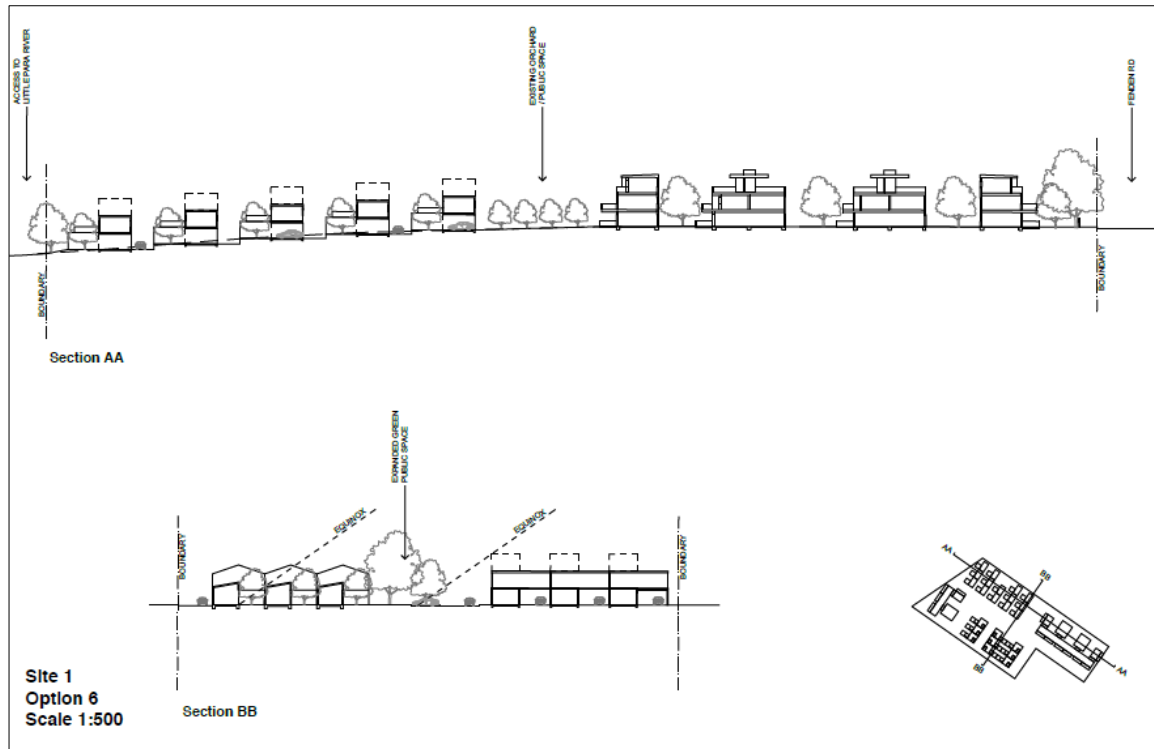 ACCESS TO
LITTLE PARA RIVER
EXISTING ORCHARD
/ PUBLIC SPACE
FENDEN RD
BOUNDARY
BOUNDARY
Section AA
EXPANDED GREEN
PUBLIC SPACE
BOUNDARY
EQUINOX
EQUINOX
BOUNDARY
AA
BB
BB
AA
Site 1
Option 6
Scale 1:500
Section BB